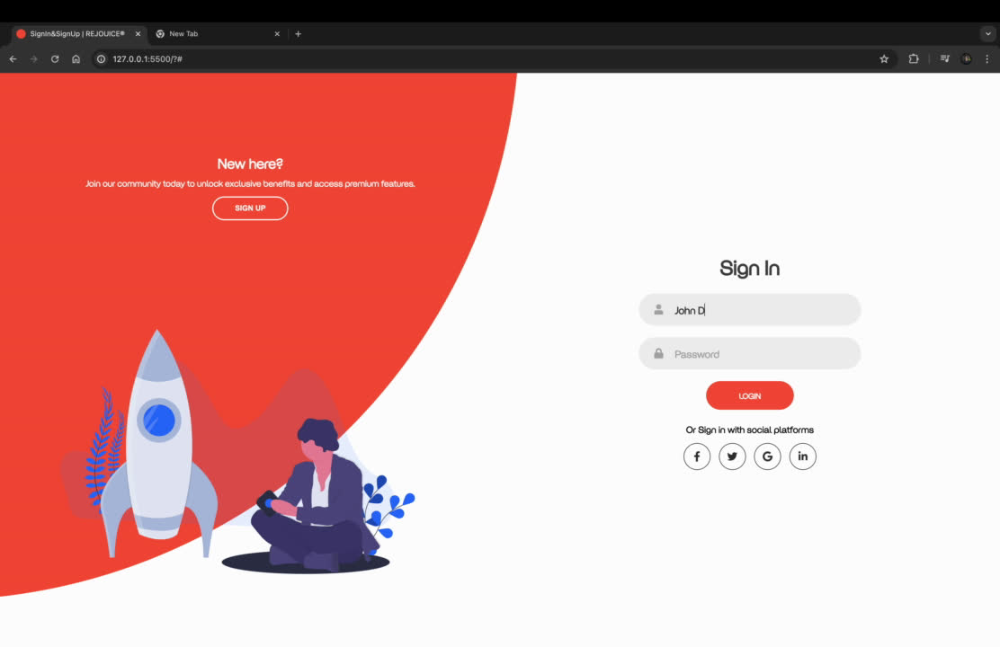 SignIn&SignUp | REJOUICE®
New Tab
127.0.0.1:5500/?#
New here?
Join our community today to unlock exclusive benefits and access premium features.
SIGN UP
Sign In
John D
Password
LOGIN
Or Sign in with social platforms